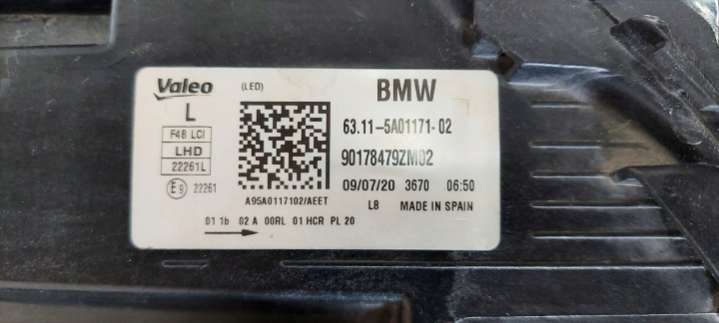 Valeo (LED) BMW
L
F48 LCI
LHD
22261L
E9 22261
63.11-5A01171-02
90178479ZM02
09/07/20 3670 06:50
A95A0117102/AEET L8 MADE IN SPAIN
01 1b 02 A 00RL 01 HCR PL 20